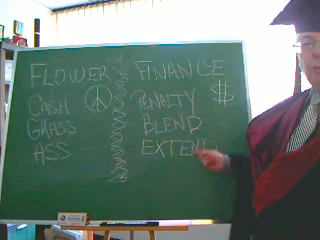 FLOWER
CASH
GRASS
ASS
FINANCE
$
PENALTY
BLEND
EXTEND